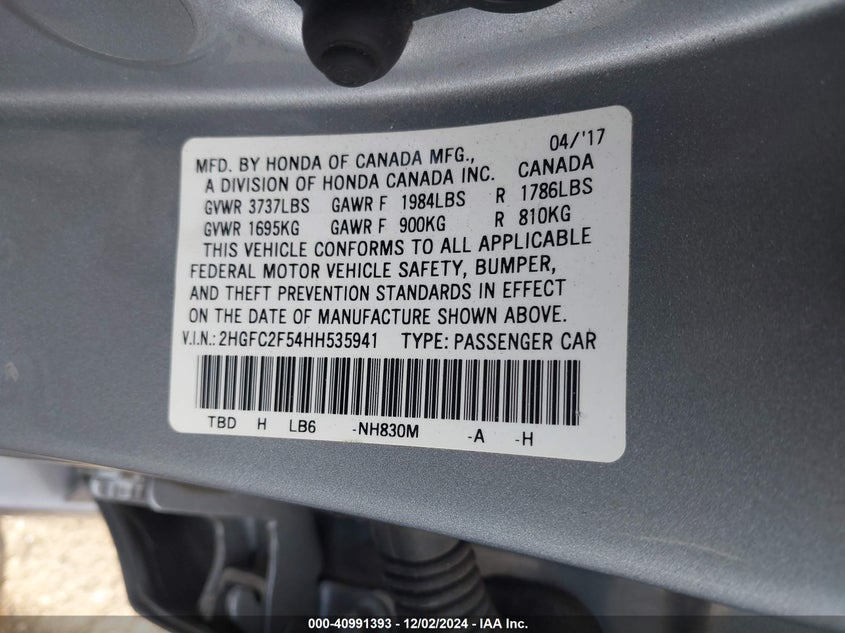 04/'17
MFD. BY HONDA OF CANADA MFG.,
A DIVISION OF HONDA CANADA INC. CANADA
GVWR 3737LBS GAWR F 1984LBS R 1786LBS
GVWR 1695KG GAWR F 900KG R 810KG
THIS VEHICLE CONFORMS TO ALL APPLICABLE
FEDERAL MOTOR VEHICLE SAFETY, BUMPER,
AND THEFT PREVENTION STANDARDS IN EFFECT
ON THE DATE OF MANUFACTURE SHOWN ABOVE.
V.I.N.: 2HGFC2F54HH535941 TYPE: PASSENGER CAR
TBD H LB6 -NH830M -A -H
000-40991393 - 12/02/2024 - IAA Inc.